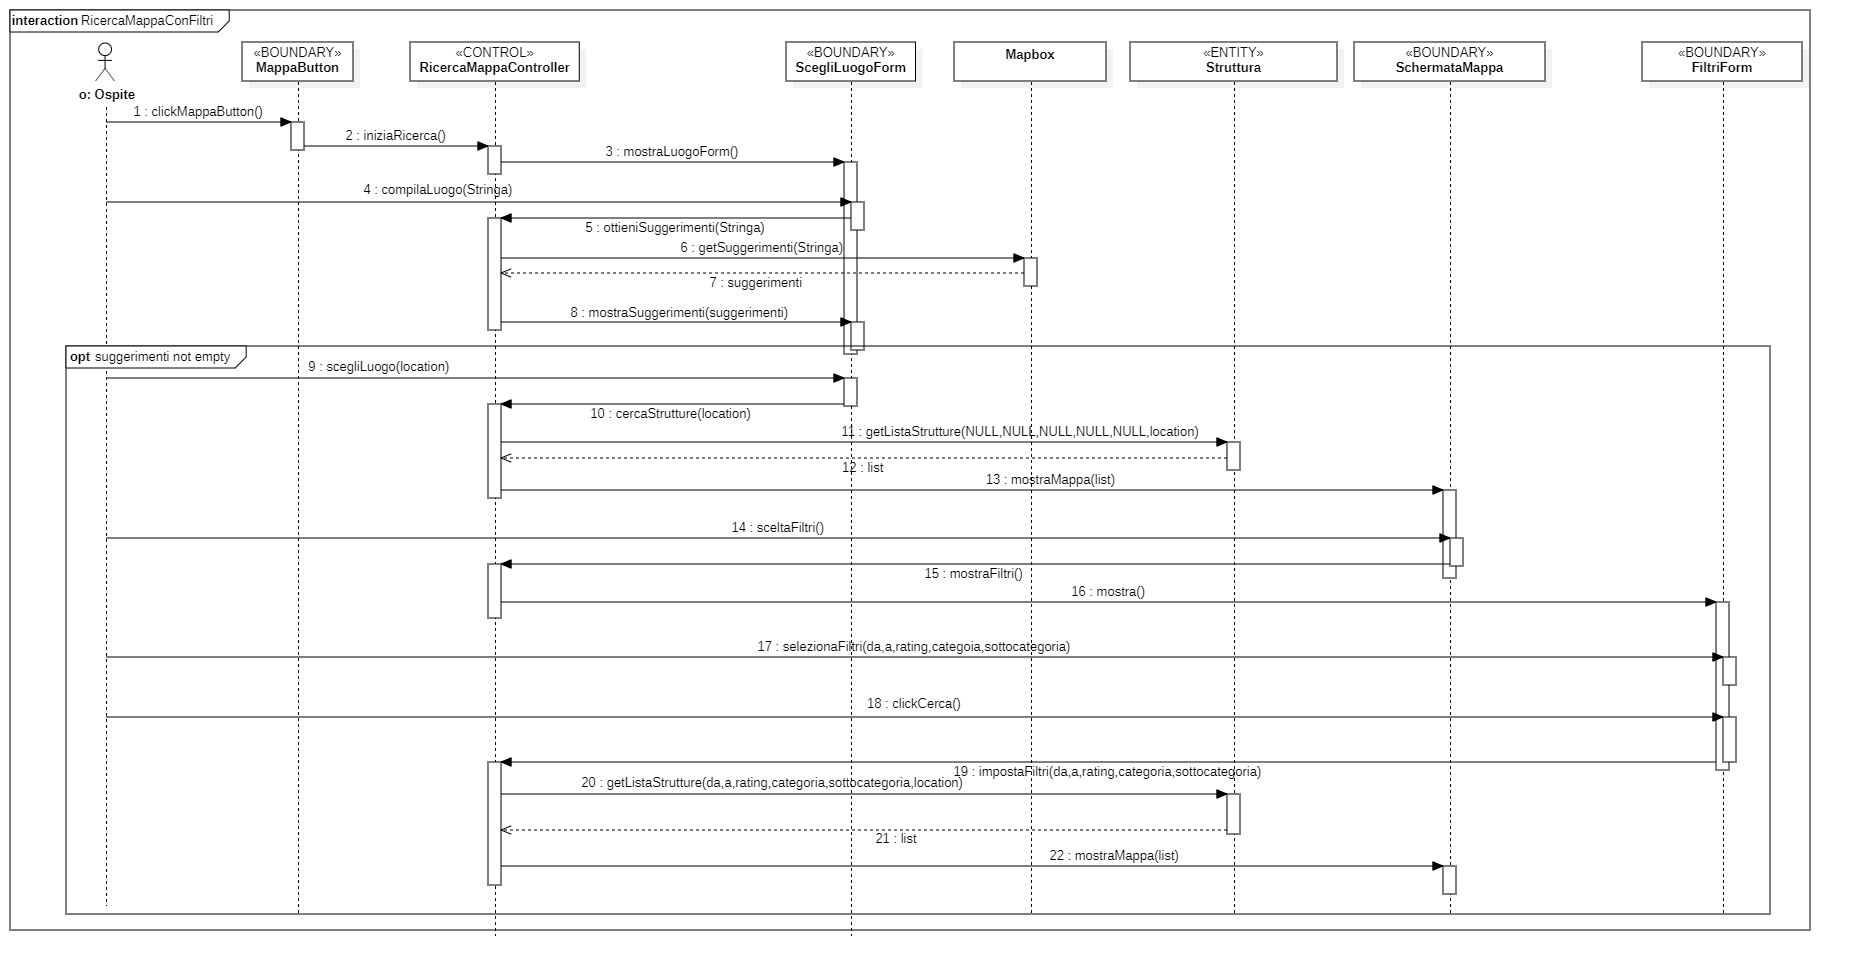 interaction RicercaMappaConFiltri
«BOUNDARY»
MappaButton
«CONTROL»
RicercaMappaController
«BOUNDARY»
ScegliLuogoForm
Mapbox
«ENTITY»
Struttura
«BOUNDARY»
SchermataMappa
«BOUNDARY»
FiltriForm
o: Ospite
1 : clickMappaButton()
2 : iniziaRicerca()
3 : mostraLuogoForm()
4 : compilaLuogo(Stringa)
5 : ottieniSuggerimenti(Stringa)
6 : getSuggerimenti(Stringa)
7 : suggerimenti
8 : mostraSuggerimenti(suggerimenti)
opt suggerimenti not empty
9 : scegliLuogo(location)
10 : cercaStrutture(location)
11 : getListaStrutture(NULL,NULL,NULL,NULL,NULL,location)
12 : list
13 : mostraMappa(list)
14 : sceltaFiltri()
15 : mostraFiltri()
16 : mostra()
17 : selezionaFiltri(da,a,rating,categoia,sottocategoria)
18 : clickCerca()
19 : impostaFiltri(da,a,rating,categoria,sottocategoria)
20 : getListaStrutture(da,a,rating,categoria,sottocategoria,location)
21 : list
22 : mostraMappa(list)